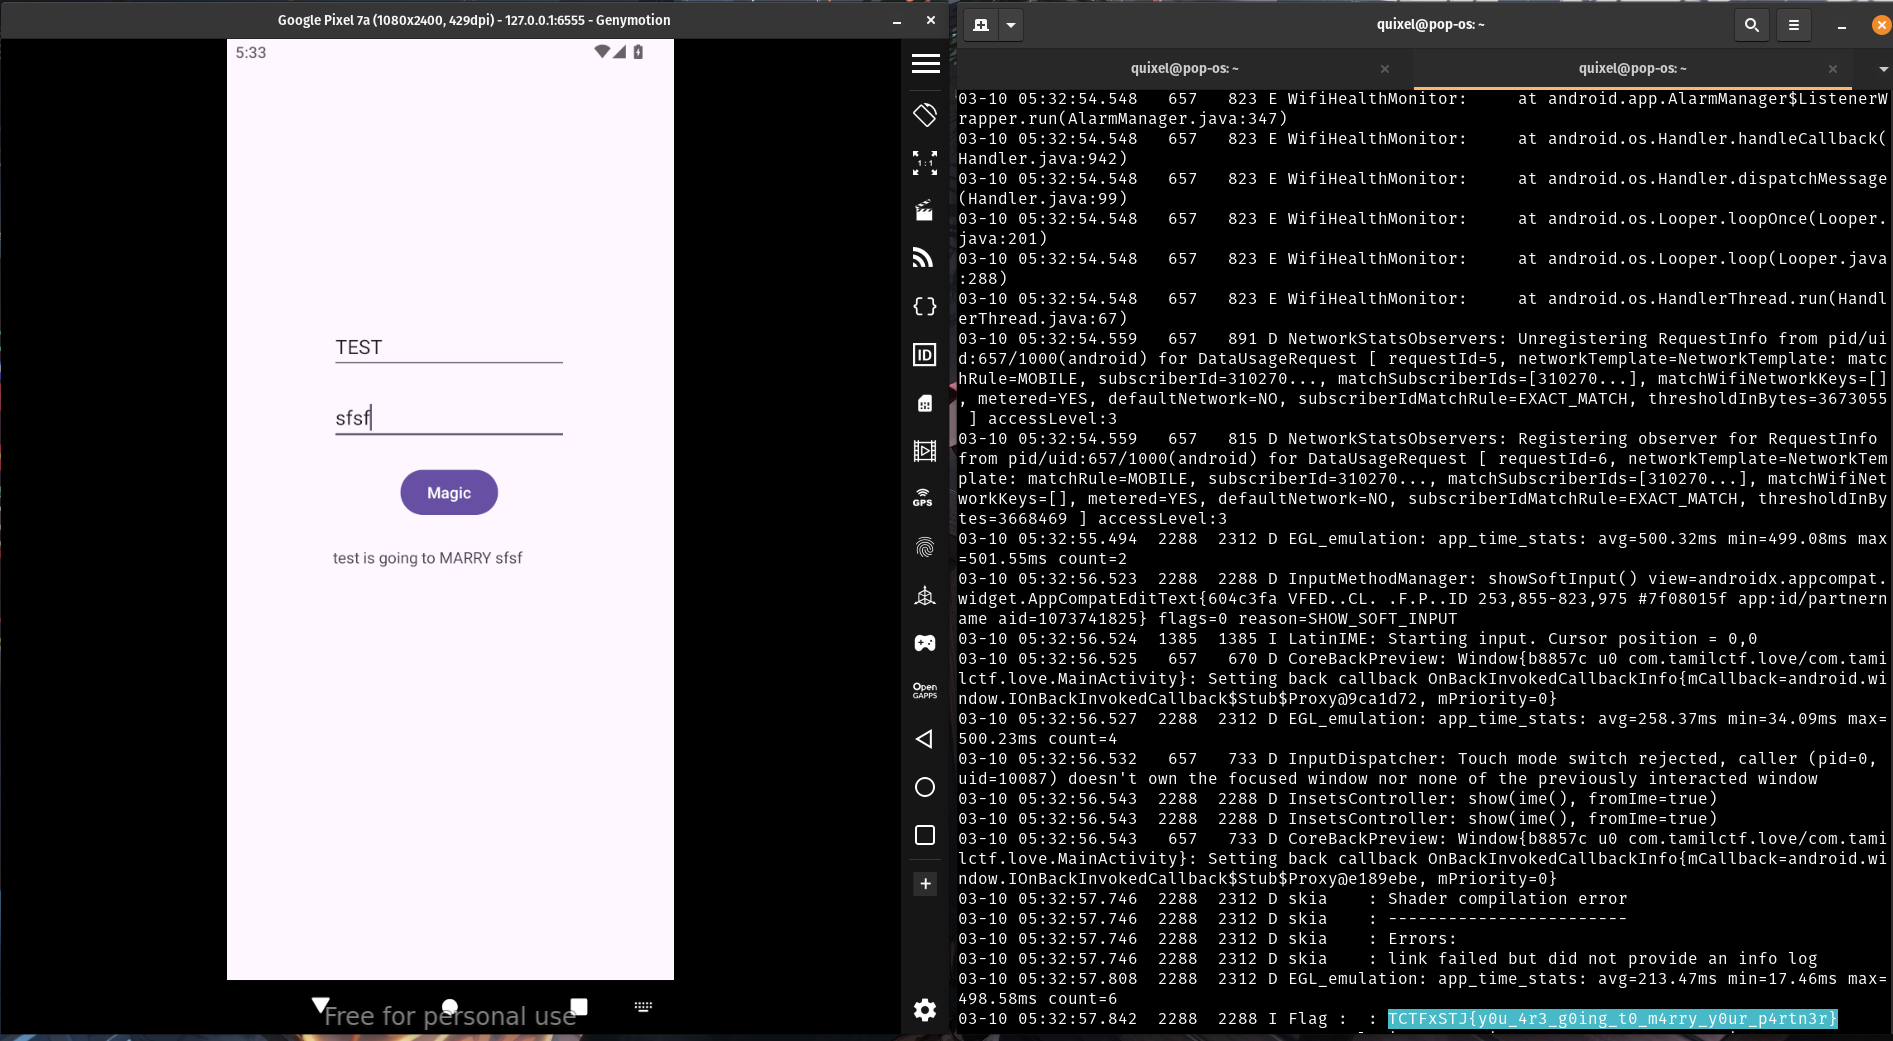 Google Pixel 7a (1080x2400, 429dpi) - 127.0.0.1:6555 - Genymotion
5:33
TEST
sfsf
Magic
test is going to MARRY sfsf
Free for personal use
1:1
ID
GPS
Open
GAPPS
quixel@pop-os: ~
quixel@pop-os: ~
quixel@pop-os: ~
03-10 05:32:54.548   657   823 E WifiHealthMonitor:     at android.app.AlarmManager$ListenerW
rapper.run(AlarmManager.java:347)
03-10 05:32:54.548   657   823 E WifiHealthMonitor:     at android.os.Handler.handleCallback(
Handler.java:942)
03-10 05:32:54.548   657   823 E WifiHealthMonitor:     at android.os.Handler.dispatchMessage
(Handler.java:99)
03-10 05:32:54.548   657   823 E WifiHealthMonitor:     at android.os.Looper.loopOnce(Looper.
java:201)
03-10 05:32:54.548   657   823 E WifiHealthMonitor:     at android.os.Looper.loop(Looper.java
:288)
03-10 05:32:54.548   657   823 E WifiHealthMonitor:     at android.os.HandlerThread.run(Handl
erThread.java:67)
03-10 05:32:54.559   657   891 D NetworkStatsObservers: Unregistering RequestInfo from pid/ui
d:657/1000(android) for DataUsageRequest [ requestId=5, networkTemplate=NetworkTemplate: matc
hRule=MOBILE, subscriberId=310270..., matchSubscriberIds=[310270...], matchWifiNetworkKeys=[]
, metered=YES, defaultNetwork=NO, subscriberIdMatchRule=EXACT_MATCH, thresholdInBytes=3673055
 ] accessLevel:3
03-10 05:32:54.559   657   815 D NetworkStatsObservers: Registering observer for RequestInfo
from pid/uid:657/1000(android) for DataUsageRequest [ requestId=6, networkTemplate=NetworkTem
plate: matchRule=MOBILE, subscriberId=310270..., matchSubscriberIds=[310270...], matchWifiNet
workKeys=[], metered=YES, defaultNetwork=NO, subscriberIdMatchRule=EXACT_MATCH, thresholdInBy
tes=3668469 ] accessLevel:3
03-10 05:32:55.494  2288  2312 D EGL_emulation: app_time_stats: avg=500.32ms min=499.08ms max
=501.55ms count=2
03-10 05:32:56.523  2288  2288 D InputMethodManager: showSoftInput() view=androidx.appcompat.
widget.AppCompatEditText{604c3fa VFED..CL. .F.P..ID 253,855-823,975 #7f08015f app:id/partnern
ame aid=1073741825} flags=0 reason=SHOW_SOFT_INPUT
03-10 05:32:56.524  1385  1385 I LatinIME: Starting input. Cursor position = 0,0
03-10 05:32:56.525   657   670 D CoreBackPreview: Window{b8857c u0 com.tamilctf.love/com.tami
lctf.love.MainActivity}: Setting back callback OnBackInvokedCallbackInfo{mCallback=android.wi
ndow.IOnBackInvokedCallback$Stub$Proxy@9ca1d72, mPriority=0}
03-10 05:32:56.527  2288  2312 D EGL_emulation: app_time_stats: avg=258.37ms min=34.09ms max=
500.23ms count=4
03-10 05:32:56.532   657   733 D InputDispatcher: Touch mode switch rejected, caller (pid=0,
uid=10087) doesn't own the focused window nor none of the previously interacted window
03-10 05:32:56.543  2288  2288 D InsetsController: show(ime(), fromIme=true)
03-10 05:32:56.543  2288  2288 D InsetsController: show(ime(), fromIme=true)
03-10 05:32:56.543   657   733 D CoreBackPreview: Window{b8857c u0 com.tamilctf.love/com.tami
lctf.love.MainActivity}: Setting back callback OnBackInvokedCallbackInfo{mCallback=android.wi
ndow.IOnBackInvokedCallback$Stub$Proxy@e189ebe, mPriority=0}
03-10 05:32:57.746  2288  2312 D skia    : Shader compilation error
03-10 05:32:57.746  2288  2312 D skia    : ------------------------
03-10 05:32:57.746  2288  2312 D skia    : Errors:
03-10 05:32:57.746  2288  2312 D skia    : link failed but did not provide an info log
03-10 05:32:57.808  2288  2312 D EGL_emulation: app_time_stats: avg=213.47ms min=17.46ms max=
498.58ms count=6
03-10 05:32:57.842  2288  2288 I Flag :  : TCTFxSTJ{y0u_4r3_g0ing_t0_m4rry_y0ur_p4rtn3r}